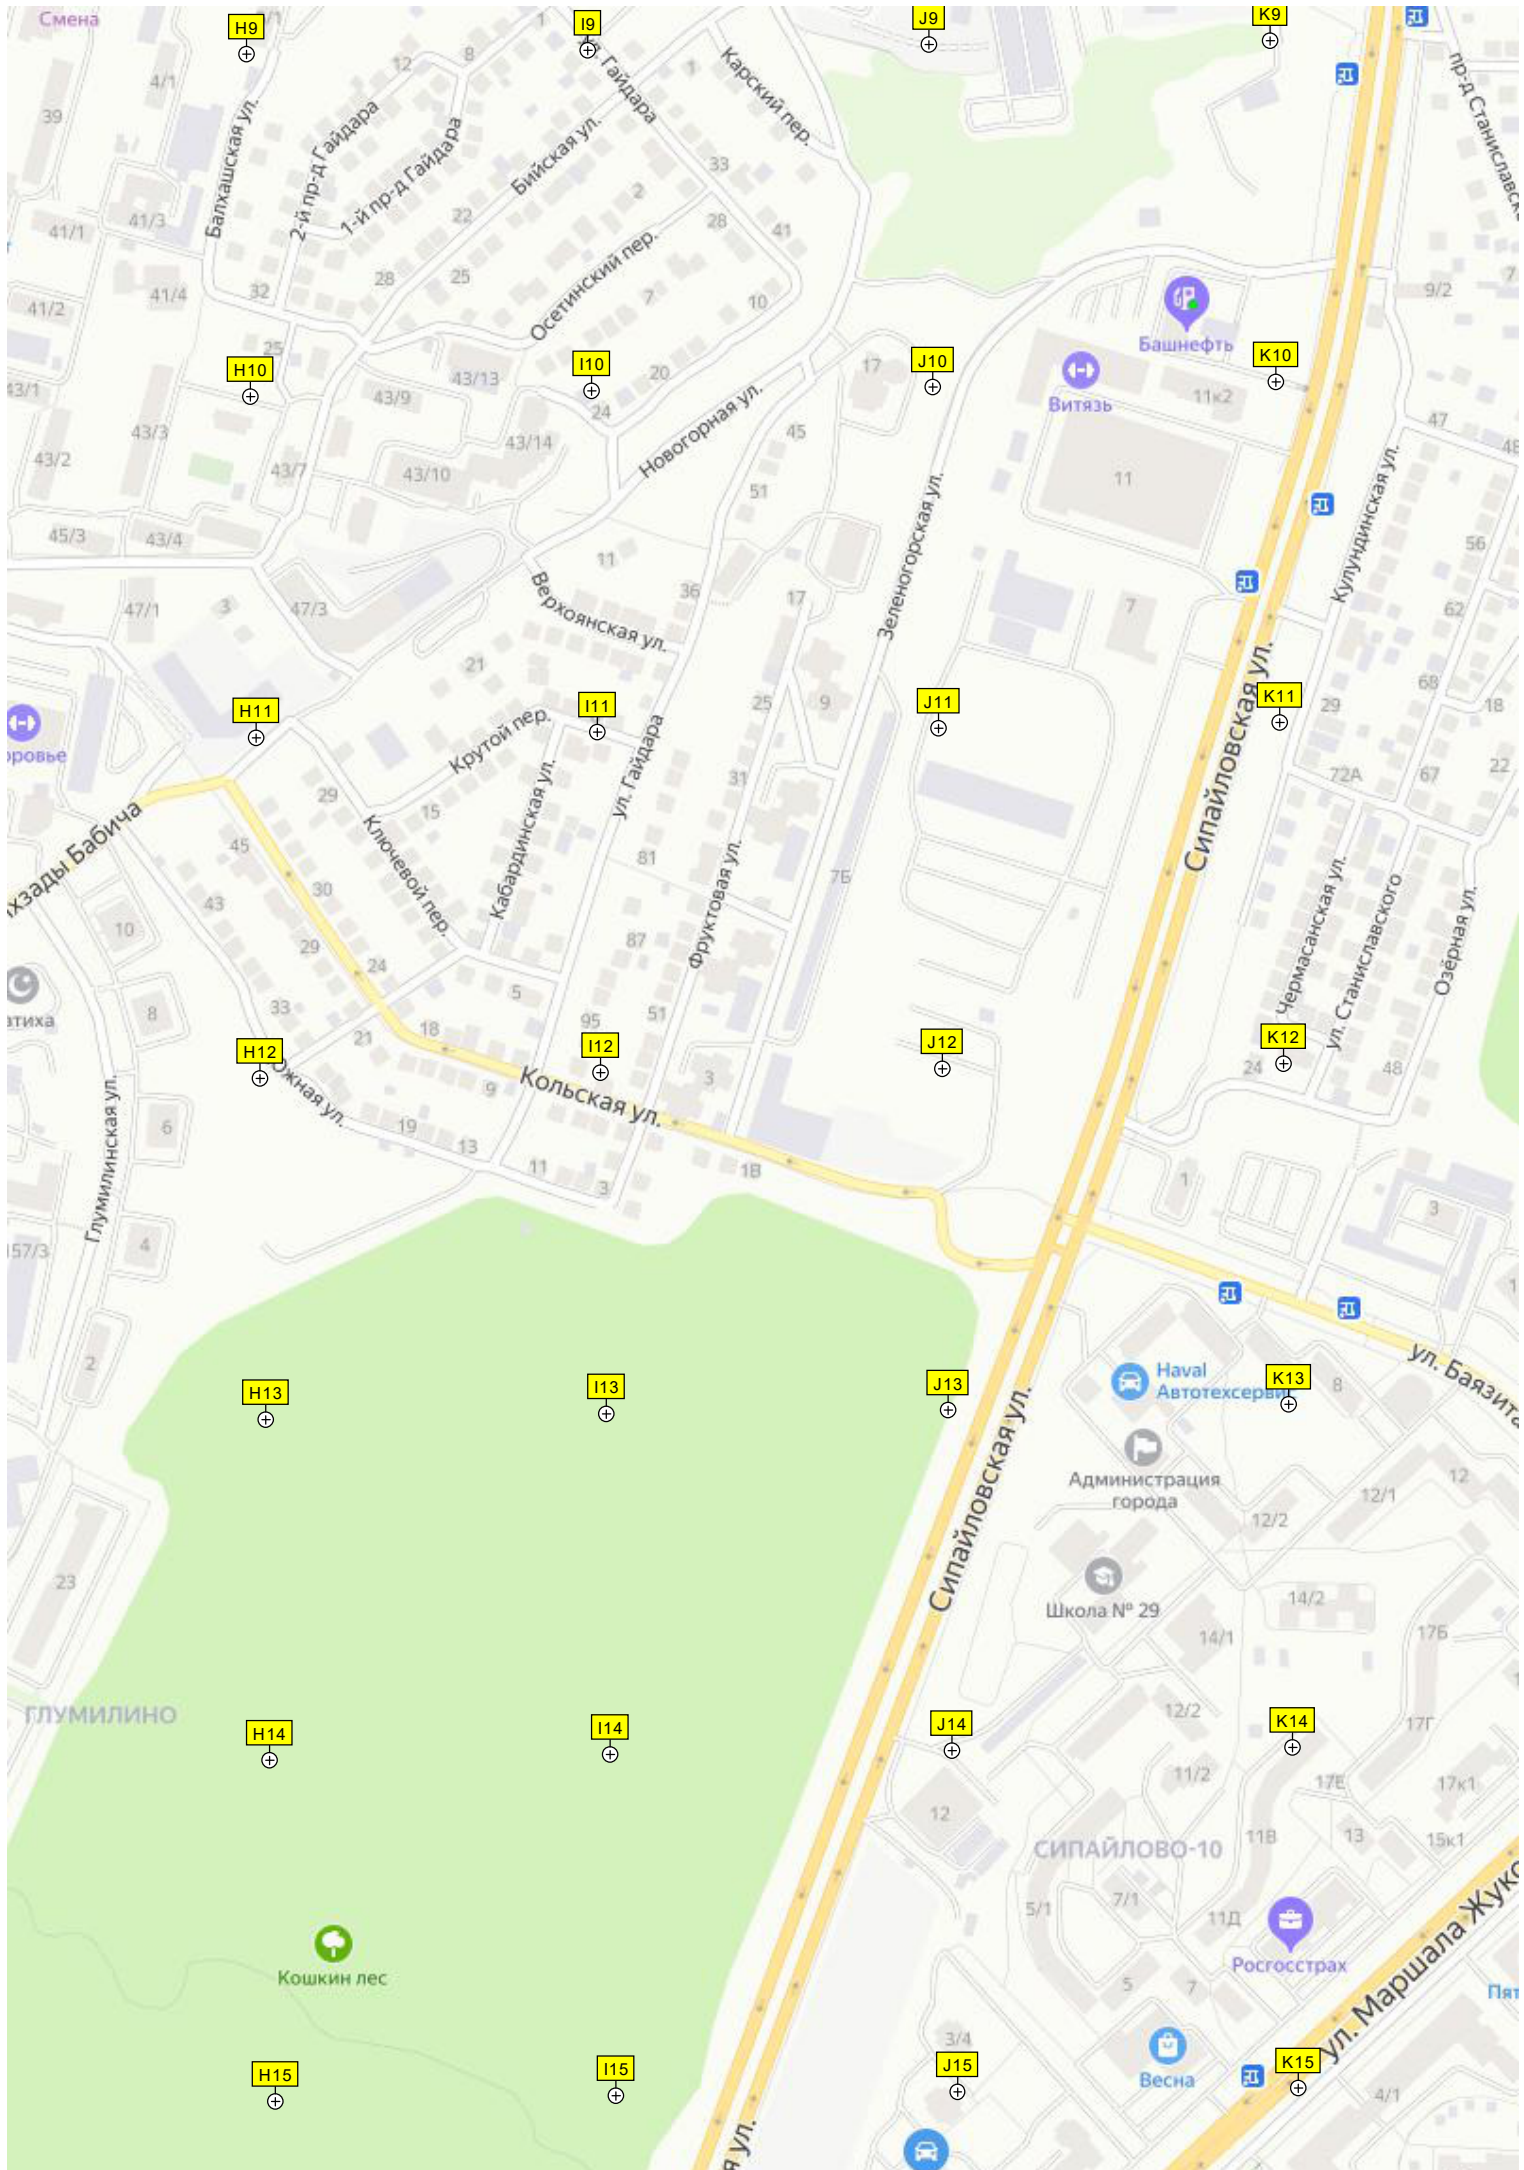 Смена
H9
I9
J9
K9
ул. Гайдара
Карский пер.
4/1
12
8
1
1
39
Балхашская ул.
2-й пр-д Гайдара
1-й пр-д Гайдара
Бийская ул.
33
2
41/3
41/1
22
28
41
Осетинский пер.
28
25
7
10
41/2
41/4
32
9/2
7
Башнефть
25
H10
I10
J10
K10
43/1
43/9
43/13
20
17
Витязь
11к2
43/3
24
Новогорная ул.
45
47
48
43/2
43/7
43/10
43/14
51
11
Зеленогорская ул.
Кулундинская ул.
45/3
43/4
11
56
47/1
3
47/3
Верхоянская ул.
36
17
7
62
21
Сипайловская ул.
68
H11
I11
J11
K11
25
9
29
18
оровье
Крутой пер.
ул. Гайдара
31
72А
67
22
29
15
Ключевой пер.
Кабардинская ул.
45
81
Фруктовая ул.
7Б
Чермасанская ул.
ул. Станиславского
Озёрная ул.
хзады Бабича
43
30
10
29
24
87
атиха
8
33
5
95
51
21
18
H12
I12
J12
K12
Кольская ул.
3
24
48
9
Глумилинская ул.
6
19
13
11
1В
3
1
3
157/3
4
2
H13
I13
J13
K13
Haval
Автотехсервис
8
ул. Баязита
Администрация
города
12
12/1
12/2
Сипайловская ул.
23
Школа № 29
14/2
14/1
17Б
ГЛУМИЛИНО
H14
I14
J14
K14
12/2
17Г
11/2
17Е
17к1
12
СИПАЙЛОВО-10
11В
13
15к1
5/1
7/1
11Д
Кошкин лес
Росгосстрах
ул. Маршала Жуко
5
7
Пят
3/4
H15
I15
J15
K15
Весна
4/1
я ул.